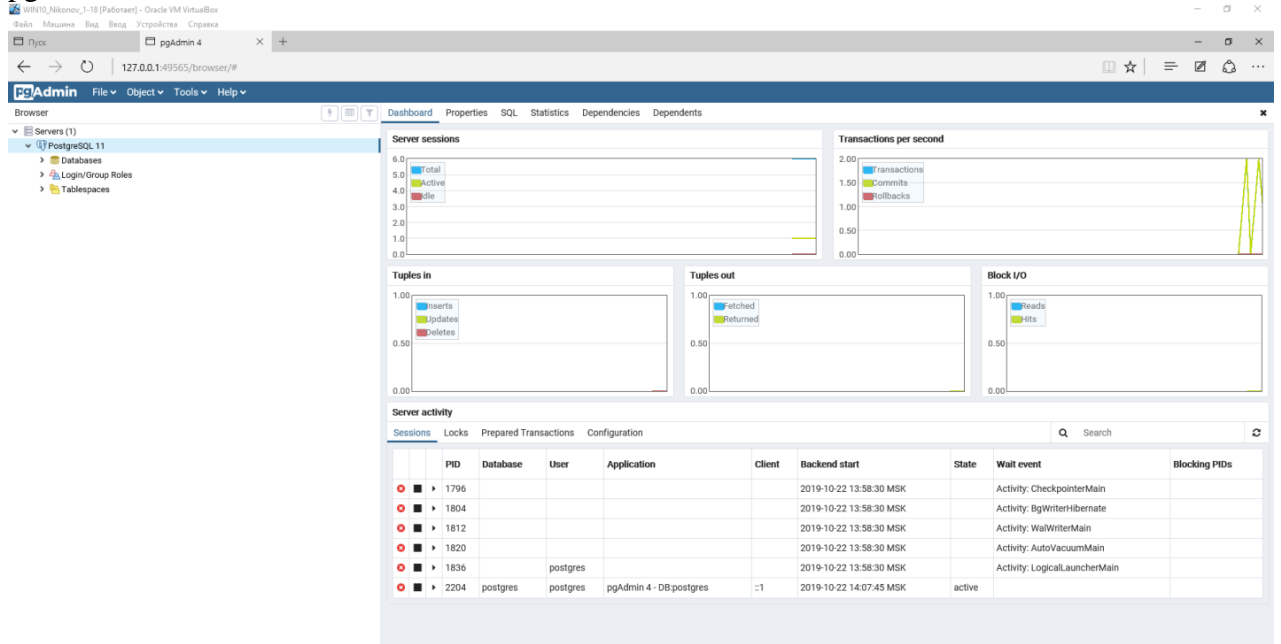 WIN10_Nikonov_1-18 [Работает] - Oracle VM VirtualBox
Файл Машина Вид Ввод Устройства Справка
Пуск
pgAdmin 4
127.0.0.1:49565/browser/#
pgAdmin File Object Tools Help
Browser
Dashboard Properties SQL Statistics Dependencies Dependents
Servers (1)
PostgreSQL 11
Databases
Login/Group Roles
Tablespaces
Server sessions
6.0
5.0
4.0
3.0
2.0
1.0
0.0
Total
Active
Idle
Transactions per second
2.00
1.50
1.00
0.50
0.00
Transactions
Commits
Rollbacks
Tuples in
1.00
0.50
0.00
Inserts
Updates
Deletes
Tuples out
1.00
0.50
0.00
Fetched
Returned
Block I/O
1.00
0.50
0.00
Reads
Hits
Server activity
Sessions Locks Prepared Transactions Configuration
Search
PID Database User Application Client Backend start State Wait event Blocking PIDs
1796 2019-10-22 13:58:30 MSK Activity: CheckpointerMain
1804 2019-10-22 13:58:30 MSK Activity: BgWriterHibernate
1812 2019-10-22 13:58:30 MSK Activity: WalWriterMain
1820 2019-10-22 13:58:30 MSK Activity: AutoVacuumMain
1836 postgres 2019-10-22 13:58:30 MSK Activity: LogicalLauncherMain
2204 postgres postgres pgAdmin 4 - DB:postgres ::1 2019-10-22 14:07:45 MSK active